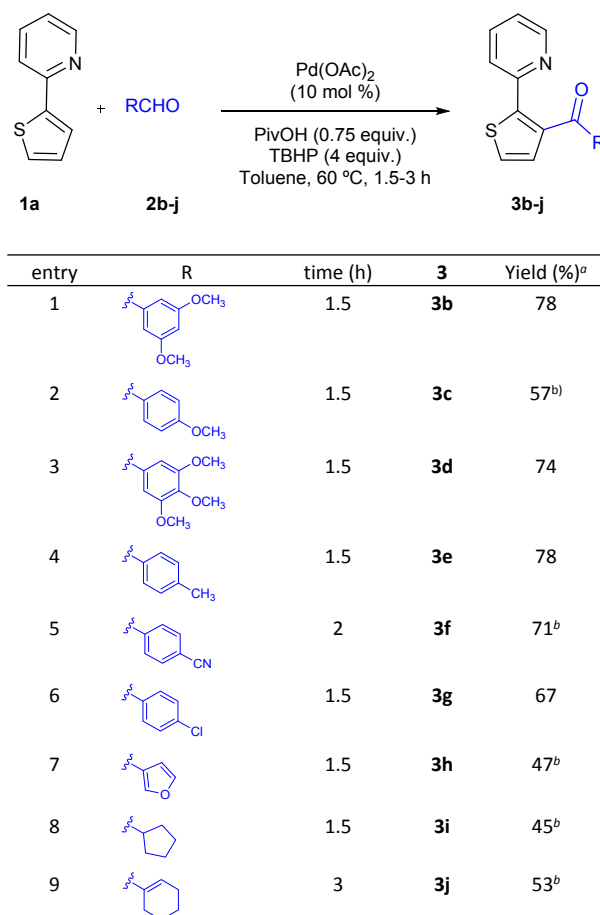 N
S
1a
+
RCHO
2b-j
Pd(OAc)2
(10 mol %)
PivOH (0.75 equiv.)
TBHP (4 equiv.)
Toluene, 60 ºC, 1.5-3 h
N
O
S
R
3b-j
entry R time (h) 3 Yield (%)a
1 OCH3 OCH3 1.5 3b 78
2 OCH3 1.5 3c 57b)
3 OCH3 OCH3 OCH3 1.5 3d 74
4 CH3 1.5 3e 78
5 CN 2 3f 71b
6 Cl 1.5 3g 67
7 O 1.5 3h 47b
8 1.5 3i 45b
9 3 3j 53b